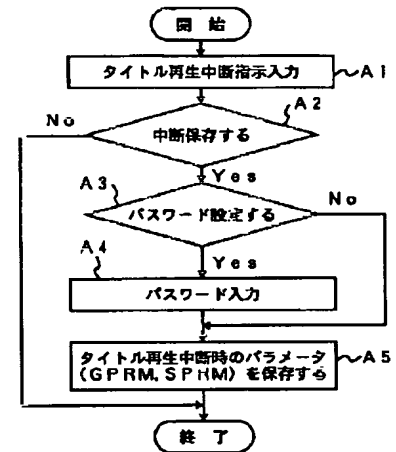 開始
タイトル再生中断指示入力
A1
A2
No
中断保存する
Yes
A3
No
パスワード設定する
A4
Yes
パスワード入力
タイトル再生中断時のパラメータ
(GPRM,SPRM)を保存する
A5
終了